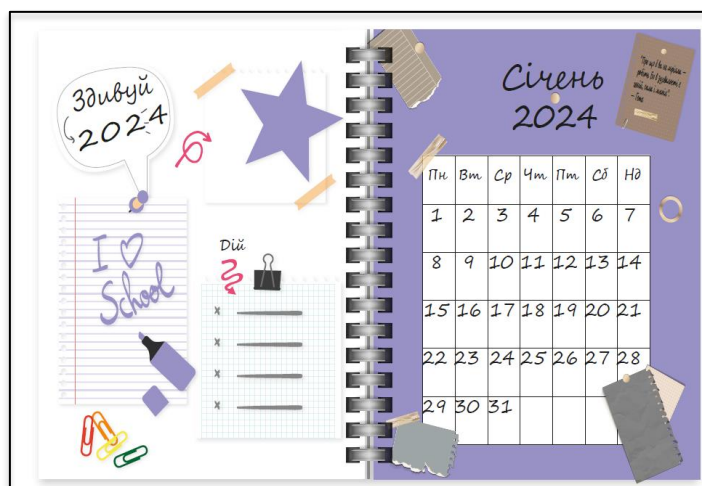 Здивуй
2024
I
School
Дій
x
x
x
x
Січень
2024
Пн Вт Ср Чт Пт Сб Нд
1 2 3 4 5 6 7
8 9 10 11 12 13 14
15 16 17 18 19 20 21
22 23 24 25 26 27 28
29 30 31